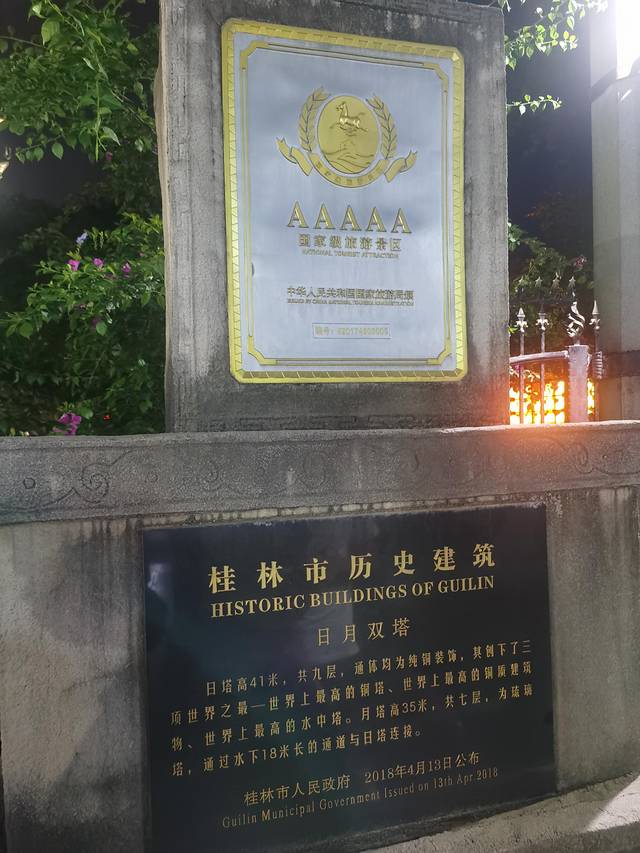 AAAAA
国家级旅游景区
NATIONAL TOURIST ATTRACTION
中华人民共和国国家旅游局颁
ISSUED BY CHINA NATIONAL TOURISM ADMINISTRATION
桂林市历史建筑
HISTORIC BUILDINGS OF GUILIN
日月双塔
日塔高41米，共九层，通体均为纯铜装饰，其创下了三
项世界之最—世界上最高的铜塔、世界上最高的铜质建筑
物、世界上最高的水中塔。月塔高35米，共七层，为琉璃
塔，通过水下18米长的通道与日塔连接。
桂林市人民政府 2018年4月13日公布
Guilin Municipal Government Issued on 13th Apr 2018